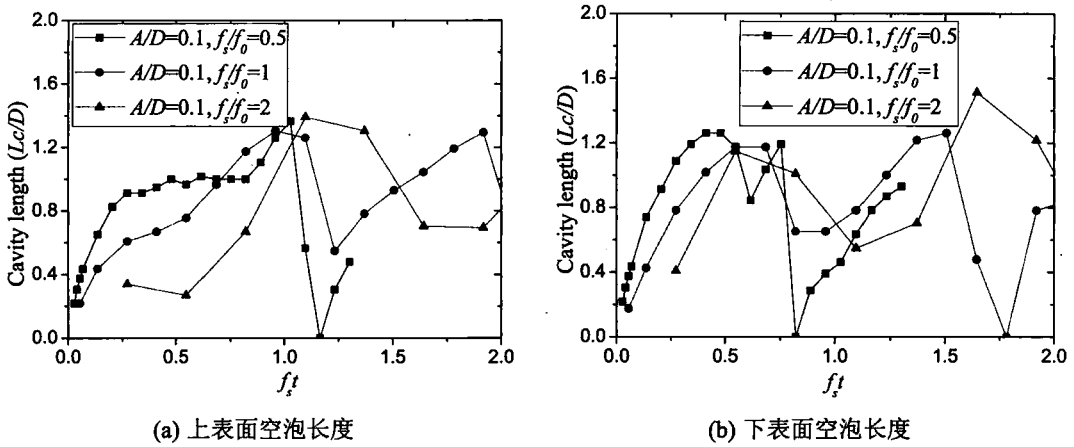 A/D=0.1, fs/f0=0.5
A/D=0.1, fs/f0=1
A/D=0.1, fs/f0=2
Cavity length (Lc/D)
2.0
1.6
1.2
0.8
0.4
0.0
0.0 0.5 1.0 1.5 2.0
fst
(a) 上表面空泡长度
A/D=0.1, fs/f0=0.5
A/D=0.1, fs/f0=1
A/D=0.1, fs/f0=2
Cavity length (Lc/D)
2.0
1.6
1.2
0.8
0.4
0.0
0.0 0.5 1.0 1.5 2.0
fst
(b) 下表面空泡长度